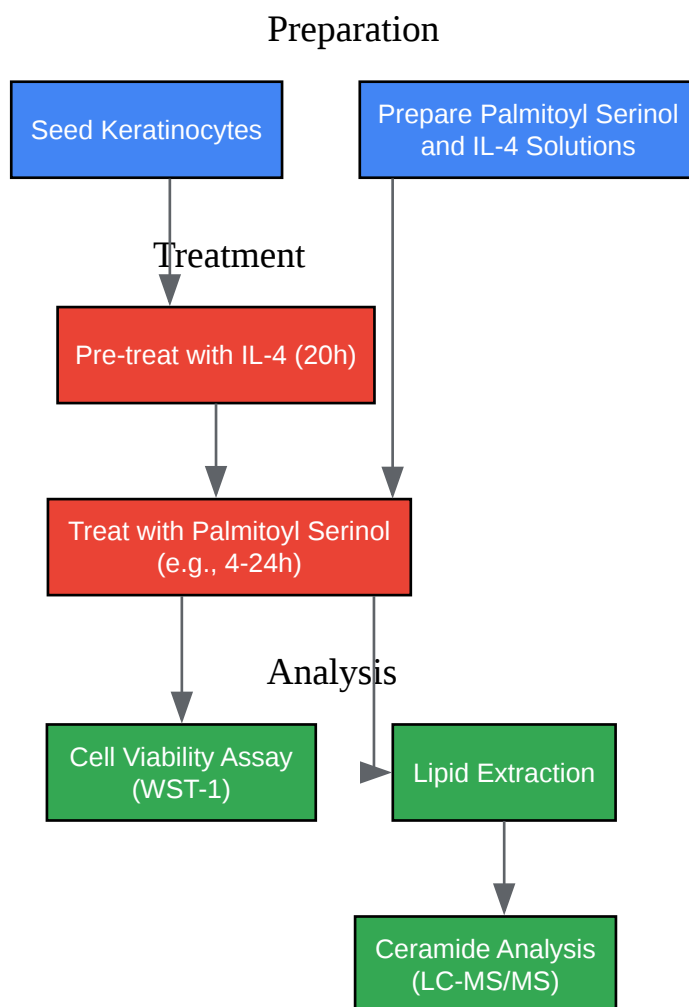 Preparation
Seed Keratinocytes
Prepare Palmitoyl Serinol
and IL-4 Solutions
Treatment
Pre-treat with IL-4 (20h)
Treat with Palmitoyl Serinol
(e.g., 4-24h)
Analysis
Cell Viability Assay
(WST-1)
Lipid Extraction
Ceramide Analysis
(LC-MS/MS)